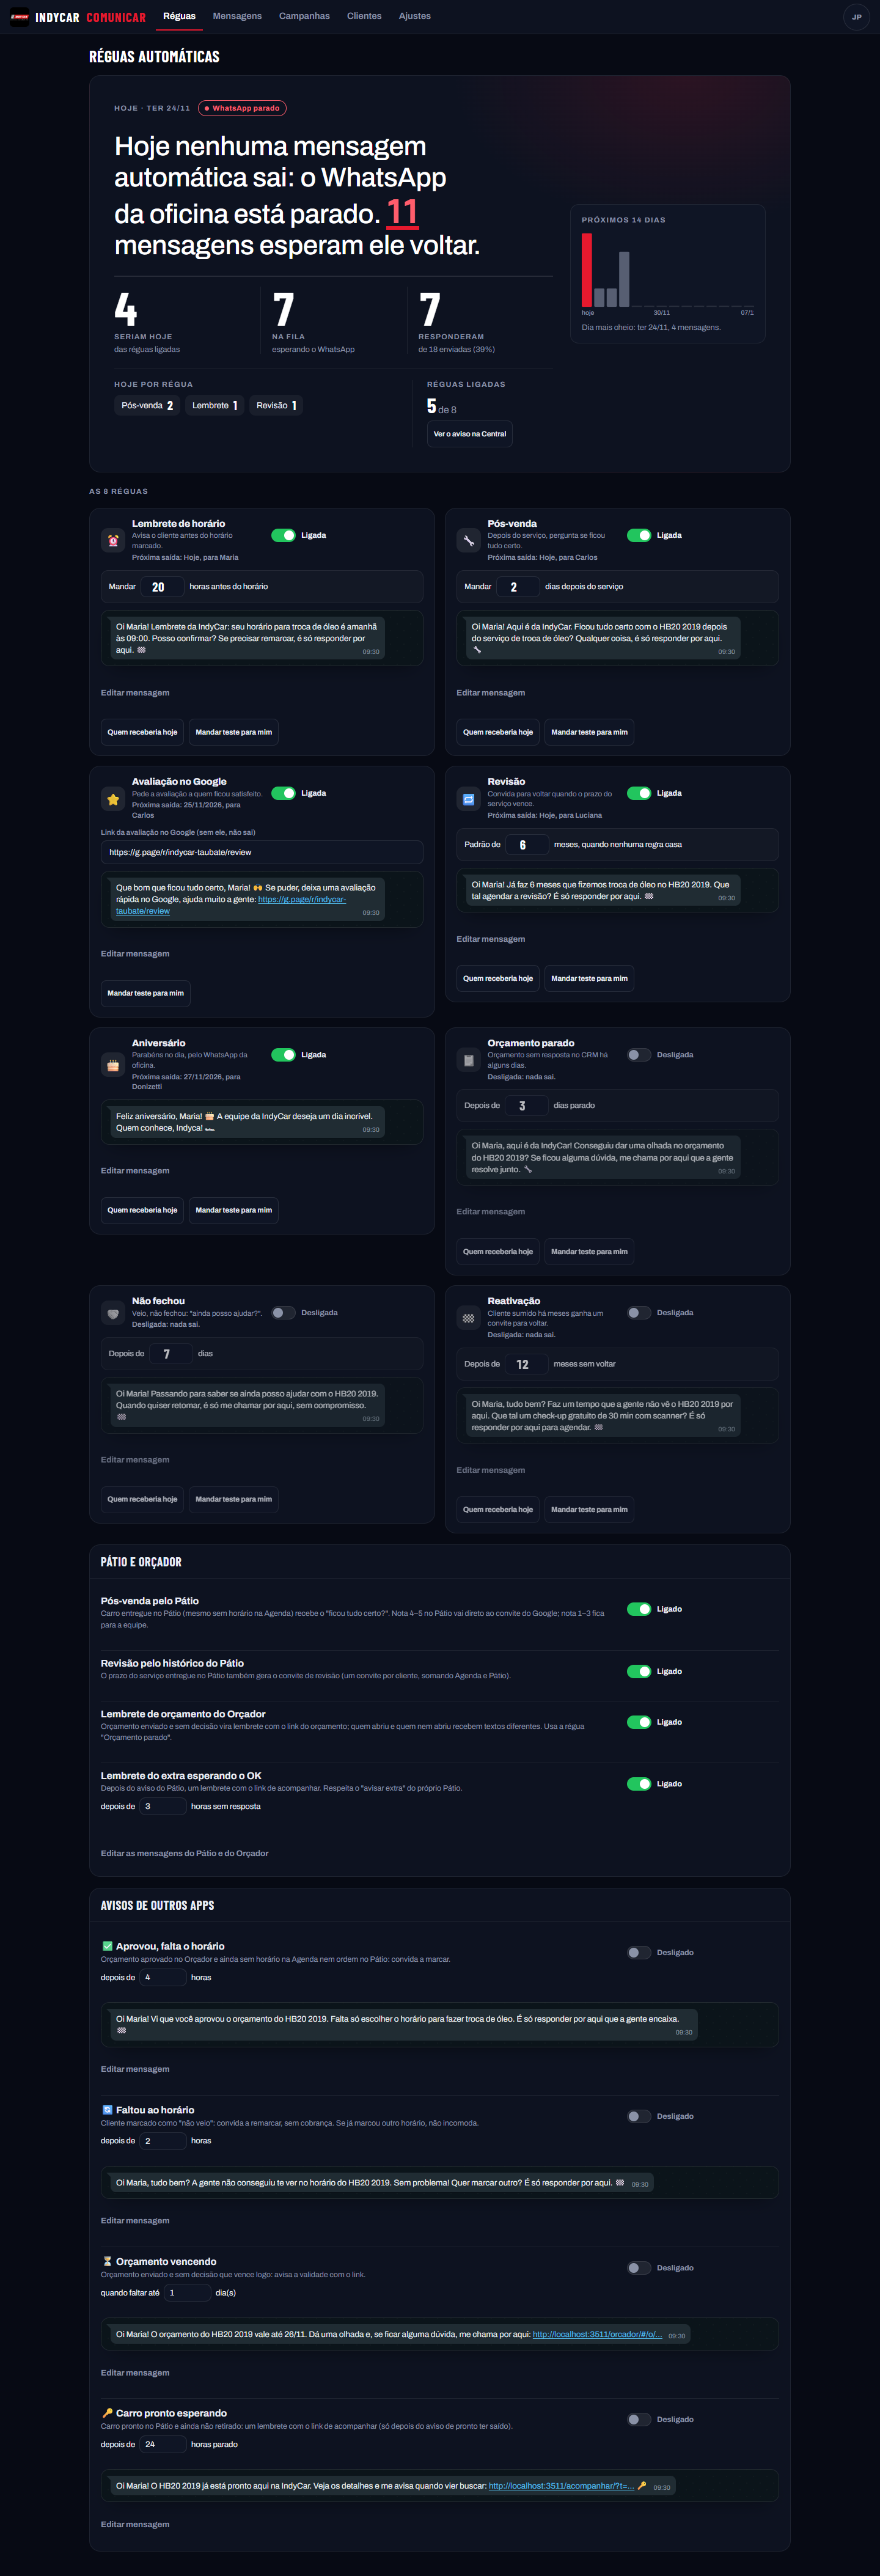 INDYCAR COMUNICAR
Réguas
Mensagens
Campanhas
Clientes
Ajustes
JP
RÉGUAS AUTOMÁTICAS
HOJE · TER 24/11
WhatsApp parado
Hoje nenhuma mensagem
automática sai: o WhatsApp
da oficina está parado. 11
mensagens esperam ele voltar.
4
SERIAM HOJE
das réguas ligadas
7
NA FILA
esperando o WhatsApp
7
RESPONDERAM
de 18 enviadas (39%)
HOJE POR RÉGUA
Pós-venda 2
Lembrete 1
Revisão 1
RÉGUAS LIGADAS
5 de 8
Ver o aviso na Central
PRÓXIMOS 14 DIAS
hoje
30/11
07/1
Dia mais cheio: ter 24/11, 4 mensagens.
AS 8 RÉGUAS
Lembrete de horário
Avisa o cliente antes do horário
marcado.
Próxima saída: Hoje, para Maria
Ligada
Mandar 20 horas antes do horário
Oi Maria! Lembrete da IndyCar: seu horário para troca de óleo é amanhã
às 09:00. Posso confirmar? Se precisar remarcar, é só responder por
aqui. 🏁
09:30
Editar mensagem
Quem receberia hoje
Mandar teste para mim
Pós-venda
Depois do serviço, pergunta se ficou
tudo certo.
Próxima saída: Hoje, para Carlos
Ligada
Mandar 2 dias depois do serviço
Oi Maria! Aqui é da IndyCar. Ficou tudo certo com o HB20 2019 depois
do serviço de troca de óleo? Qualquer coisa, é só responder por aqui.
🔧
09:30
Editar mensagem
Quem receberia hoje
Mandar teste para mim
Avaliação no Google
Pede a avaliação a quem ficou satisfeito.
Próxima saída: 25/11/2026, para
Carlos
Ligada
Link da avaliação no Google (sem ele, não sai)
https://g.page/r/indycar-taubate/review
Que bom que ficou tudo certo, Maria! 🙌 Se puder, deixa uma avaliação
rápida no Google, ajuda muito a gente: https://g.page/r/indycar-
taubate/review
09:30
Editar mensagem
Mandar teste para mim
Revisão
Convida para voltar quando o prazo do
serviço vence.
Próxima saída: Hoje, para Luciana
Ligada
Padrão de 6 meses, quando nenhuma regra casa
Oi Maria! Já faz 6 meses que fizemos troca de óleo no HB20 2019. Que
tal agendar a revisão? É só responder por aqui. 🏁
09:30
Editar mensagem
Quem receberia hoje
Mandar teste para mim
Aniversário
Parabéns no dia, pelo WhatsApp da
oficina.
Próxima saída: 27/11/2026, para
Donizetti
Ligada
Feliz aniversário, Maria! 🎂 A equipe da IndyCar deseja um dia incrível.
Quem conhece, Indyca! 🏎️
09:30
Editar mensagem
Quem receberia hoje
Mandar teste para mim
Orçamento parado
Orçamento sem resposta no CRM há
alguns dias.
Desligada: nada sai.
Desligada
Depois de 3 dias parado
Oi Maria, aqui é da IndyCar! Conseguiu dar uma olhada no orçamento
do HB20 2019? Se ficou alguma dúvida, me chama por aqui que a gente
resolve junto. 🔧
09:30
Editar mensagem
Quem receberia hoje
Mandar teste para mim
Não fechou
Veio, não fechou: "ainda posso ajudar?".
Desligada: nada sai.
Desligada
Depois de 7 dias
Oi Maria! Passando para saber se ainda posso ajudar com o HB20 2019.
Quando quiser retomar, é só me chamar por aqui, sem compromisso.
🏁
09:30
Editar mensagem
Quem receberia hoje
Mandar teste para mim
Reativação
Cliente sumido há meses ganha um
convite para voltar.
Desligada: nada sai.
Desligada
Depois de 12 meses sem voltar
Oi Maria, tudo bem? Faz um tempo que a gente não vê o HB20 2019 por
aqui. Que tal um check-up gratuito de 30 min com scanner? É só
responder por aqui para agendar. 🏁
09:30
Editar mensagem
Quem receberia hoje
Mandar teste para mim
PÁTIO E ORÇADOR
Pós-venda pelo Pátio
Carro entregue no Pátio (mesmo sem horário na Agenda) recebe o "ficou tudo certo?". Nota 4–5 no Pátio vai direto ao convite do Google; nota 1–3 fica
para a equipe.
Ligado
Revisão pelo histórico do Pátio
O prazo do serviço entregue no Pátio também gera o convite de revisão (um convite por cliente, somando Agenda e Pátio).
Ligado
Lembrete de orçamento do Orçador
Orçamento enviado e sem decisão vira lembrete com o link do orçamento; quem abriu e quem nem abriu recebem textos diferentes. Usa a régua
"Orçamento parado".
Ligado
Lembrete do extra esperando o OK
Depois do aviso do Pátio, um lembrete com o link de acompanhar. Respeita o "avisar extra" do próprio Pátio.
Ligado
depois de 3 horas sem resposta
Editar as mensagens do Pátio e do Orçador
AVISOS DE OUTROS APPS
✅ Aprovou, falta o horário
Orçamento aprovado no Orçador e ainda sem horário na Agenda nem ordem no Pátio: convida a marcar.
Desligado
depois de 4 horas
Oi Maria! Vi que você aprovou o orçamento do HB20 2019. Falta só escolher o horário para fazer troca de óleo. É só responder por aqui que a gente encaixa.
🏁
09:30
Editar mensagem
🔄 Faltou ao horário
Cliente marcado como "não veio": convida a remarcar, sem cobrança. Se já marcou outro horário, não incomoda.
Desligado
depois de 2 horas
Oi Maria, tudo bem? A gente não conseguiu te ver no horário do HB20 2019. Sem problema! Quer marcar outro? É só responder por aqui. 🏁 09:30
Editar mensagem
⏳ Orçamento vencendo
Orçamento enviado e sem decisão que vence logo: avisa a validade com o link.
Desligado
quando faltar até 1 dia(s)
Oi Maria! O orçamento do HB20 2019 vale até 26/11. Dá uma olhada e, se ficar alguma dúvida, me chama por aqui: http://localhost:3511/orcador/#/o/... 09:30
Editar mensagem
🔑 Carro pronto esperando
Carro pronto no Pátio e ainda não retirado: um lembrete com o link de acompanhar (só depois do aviso de pronto ter saído).
Desligado
depois de 24 horas parado
Oi Maria! O HB20 2019 já está pronto aqui na IndyCar. Veja os detalhes e me avisa quando vier buscar: http://localhost:3511/acompanhar/?t=... 🔑 09:30
Editar mensagem